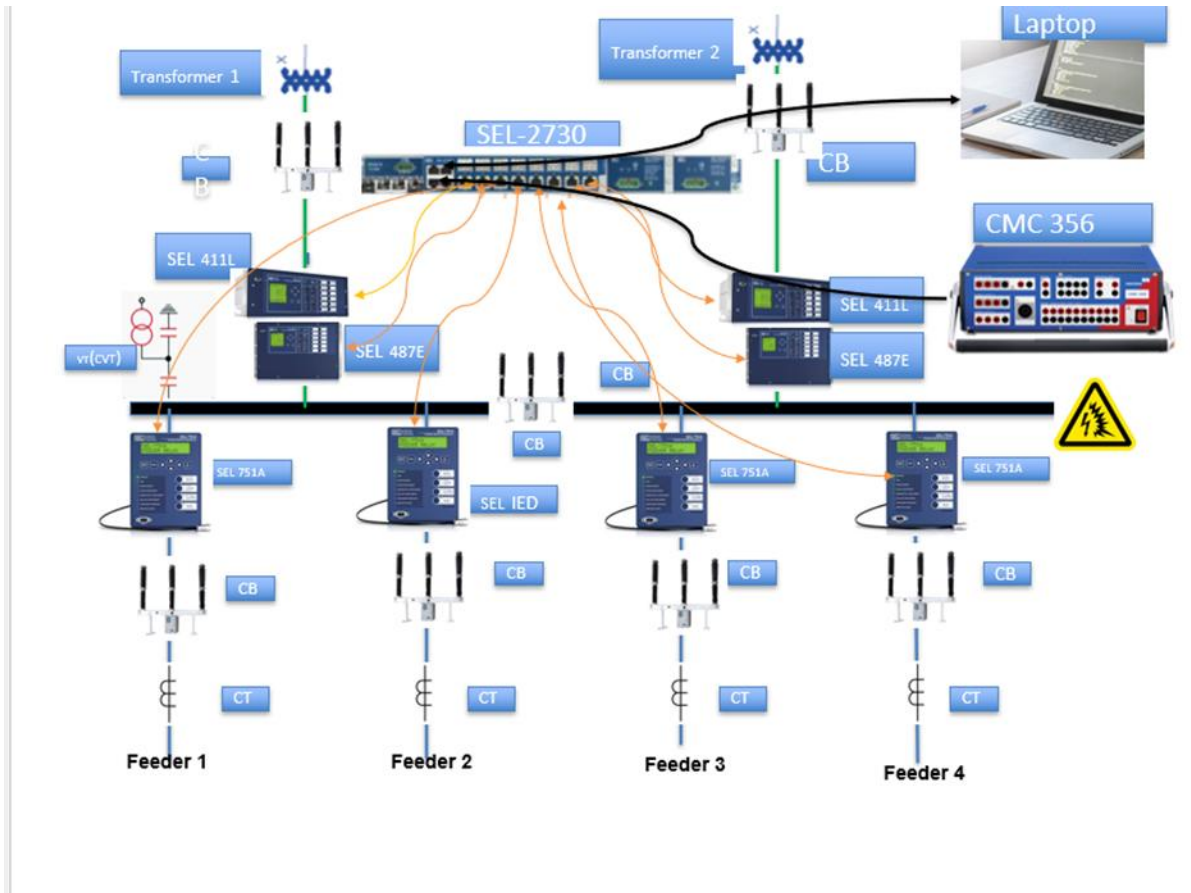 Laptop
Transformer 1
Transformer 2
SEL-2730
C
B
CB
CMC 356
SEL 411L
SEL 411L
VT(CVT)
SEL 487E
SEL 487E
CB
CB
SEL 751A
SEL IED
SEL 751A
SEL 751A
CB
CB
CB
CB
CT
CT
CT
CT
Feeder 1
Feeder 2
Feeder 3
Feeder 4